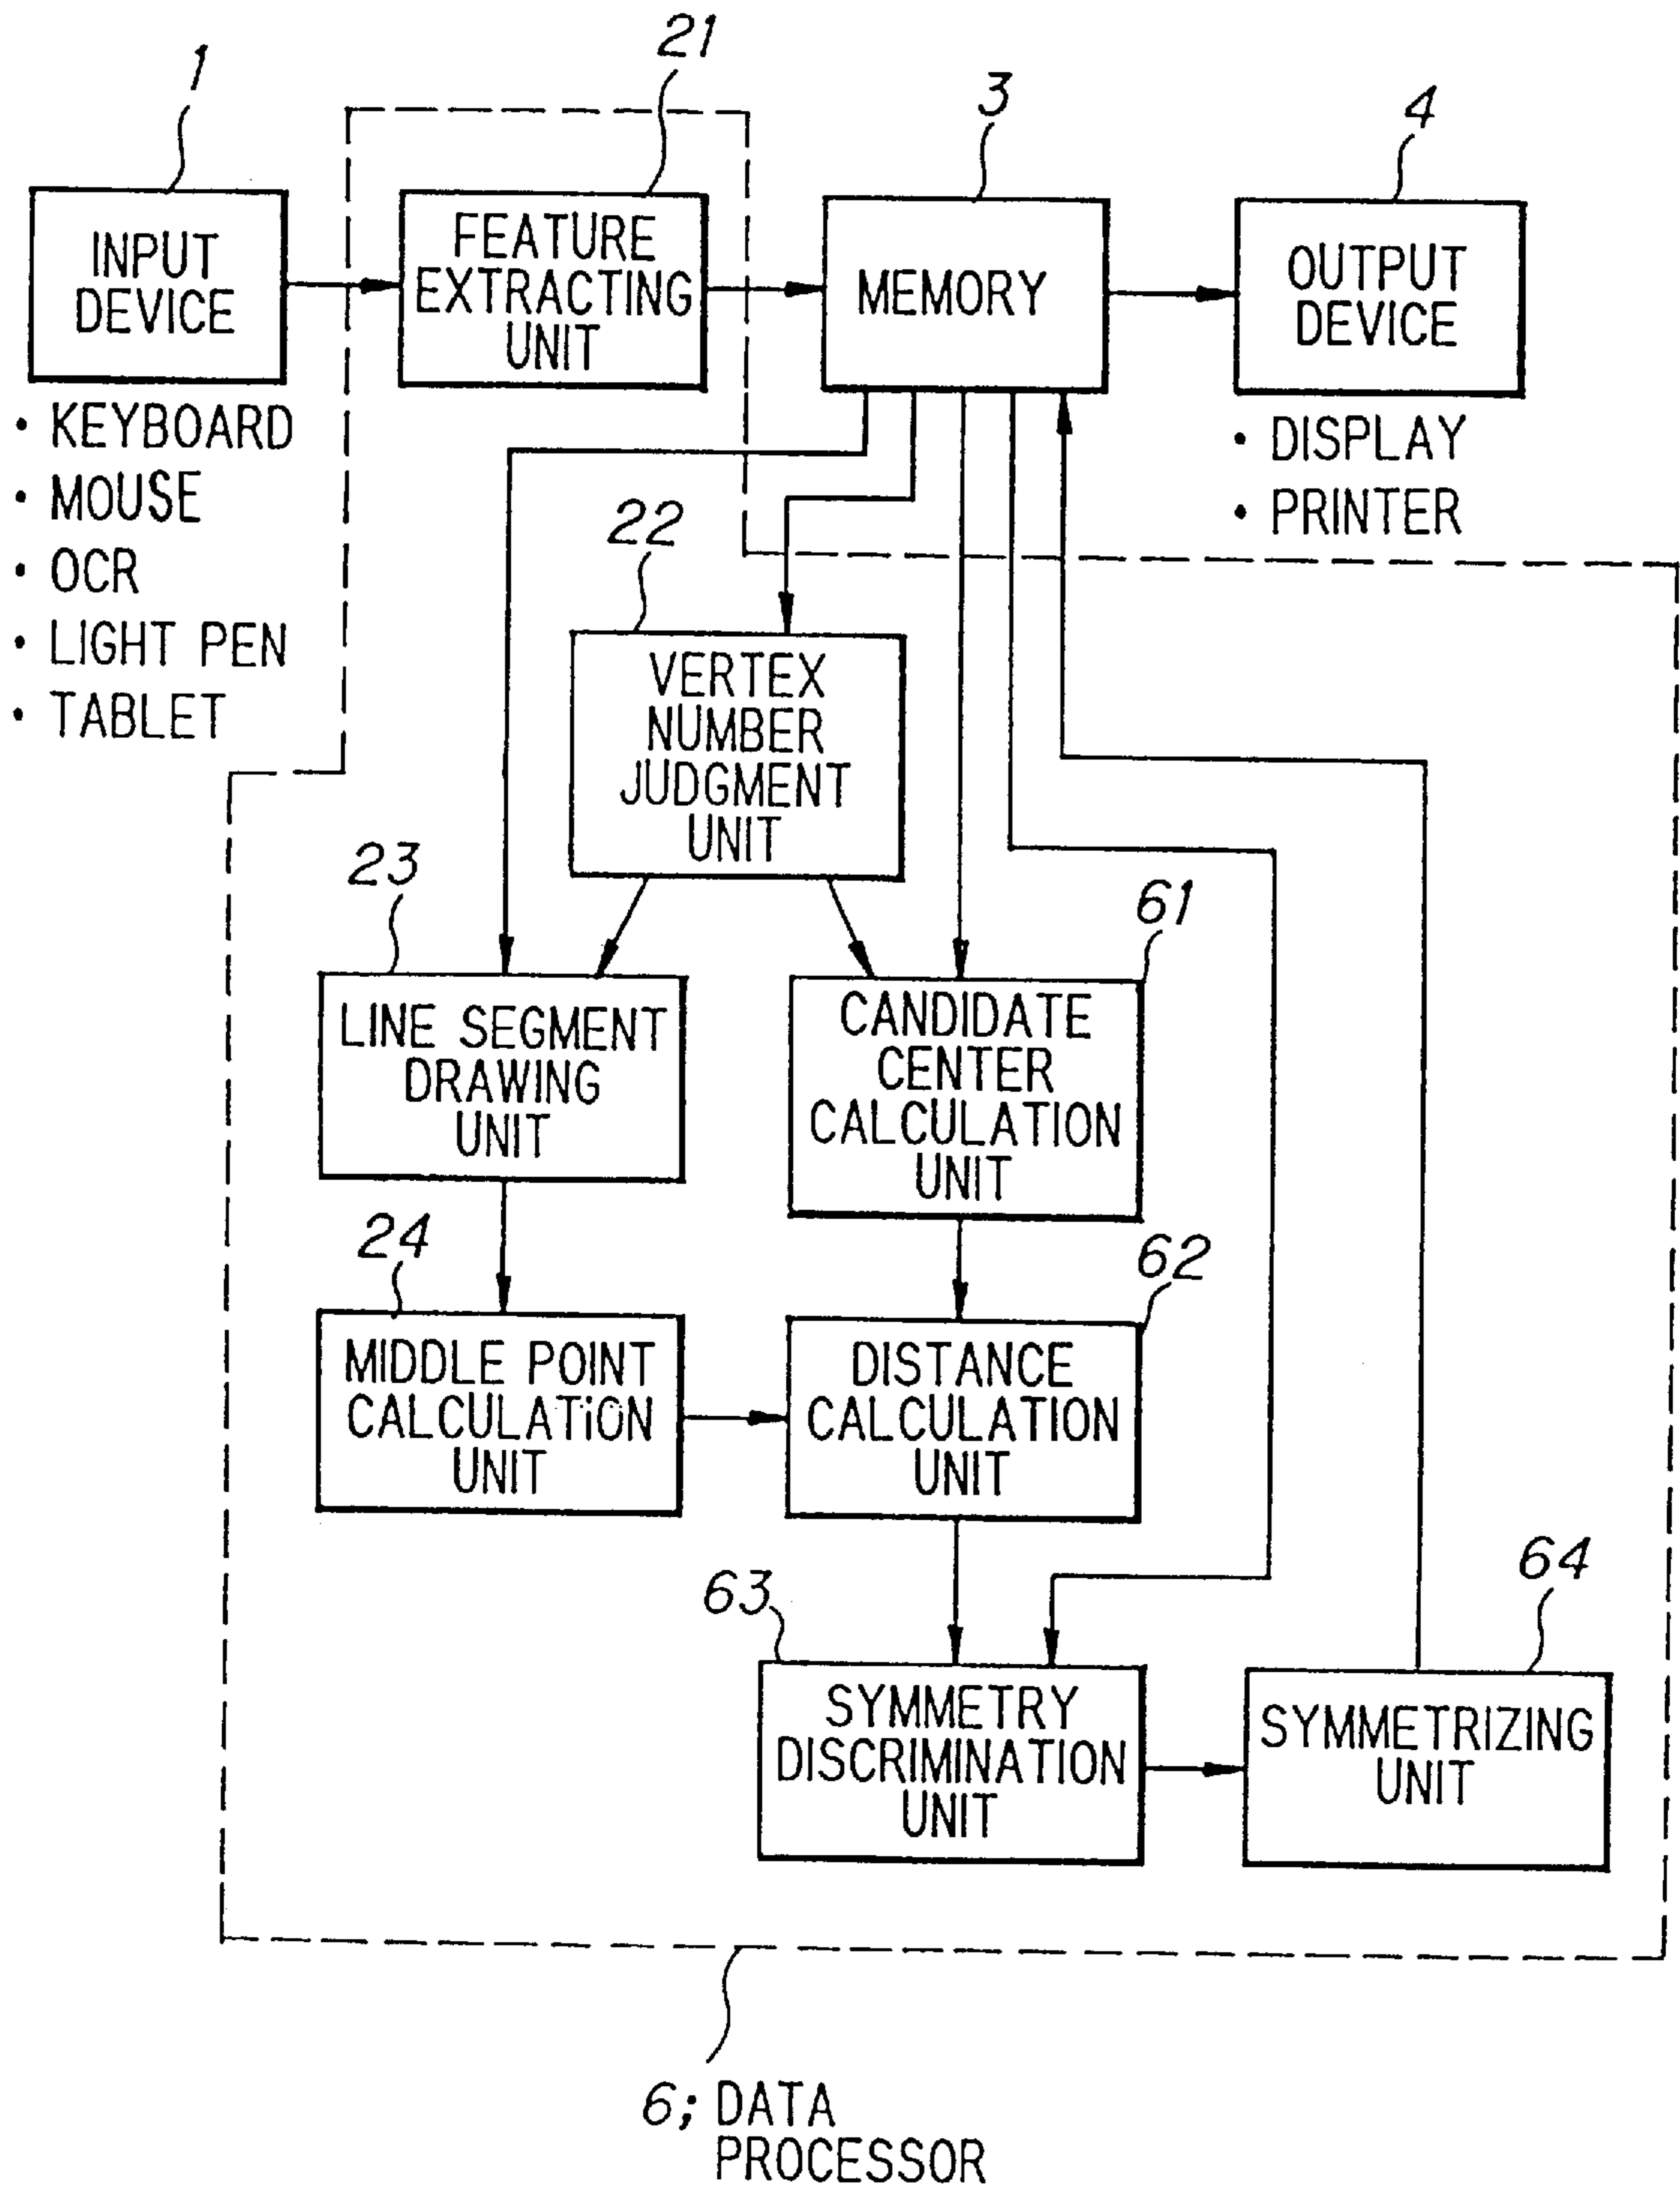 1
21
3
4
INPUT
DEVICE
FEATURE
EXTRACTING
UNIT
MEMORY
OUTPUT
DEVICE
• KEYBOARD
• MOUSE
• OCR
• LIGHT PEN
• TABLET
• DISPLAY
• PRINTER
22
VERTEX
NUMBER
JUDGMENT
UNIT
23
LINE SEGMENT
DRAWING
UNIT
61
CANDIDATE
CENTER
CALCULATION
UNIT
24
MIDDLE POINT
CALCULATION
UNIT
62
DISTANCE
CALCULATION
UNIT
63
SYMMETRY
DISCRIMINATION
UNIT
64
SYMMETRIZING
UNIT
6; DATA
PROCESSOR